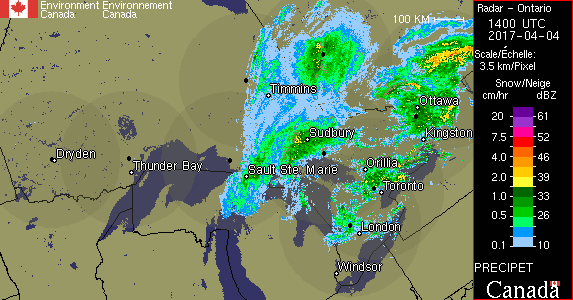 Environment Environnement
Canada Canada
100 KM
Timmins
Ottawa
Sudbury
Kingston
Dryden
Thunder Bay
Sault Ste. Marie
Orillia
Toronto
London
Windsor
Radar - Ontario
1400 UTC
2017-04-04
Scale/Échelle:
3.5 km/Pixel
Snow/Neige
cm/hr dBZ
20 61
7.5 52
4.0 46
2.0 39
1.0 33
0.5 26
0.1 10
PRECIPET
Canada